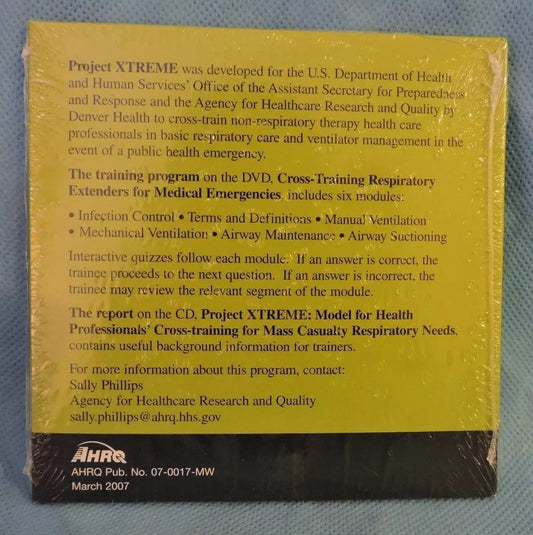 Project XTREME was developed for the U.S. Department of Health
and Human Services' Office of the Assistant Secretary for Preparedness
and Response and the Agency for Healthcare Research and Quality by
Denver Health to cross-train non-respiratory therapy health care
professionals in basic respiratory care and ventilator management in the
event of a public health emergency.
The training program on the DVD, Cross-Training Respiratory
Extenders for Medical Emergencies, includes six modules:
• Infection Control • Terms and Definitions • Manual Ventilation
• Mechanical Ventilation • Airway Maintenance • Airway Suctioning
Interactive quizzes follow each module. If an answer is correct, the
trainee proceeds to the next question. If an answer is incorrect, the
trainee may review the relevant segment of the module.
The report on the CD, Project XTREME: Model for Health
Professionals' Cross-training for Mass Casualty Respiratory Needs,
contains useful background information for trainers.
For more information about this program, contact:
Sally Phillips
Agency for Healthcare Research and Quality
sally.phillips@ahrq.hhs.gov
AHRQ
AHRQ Pub. No. 07-0017-MW
March 2007